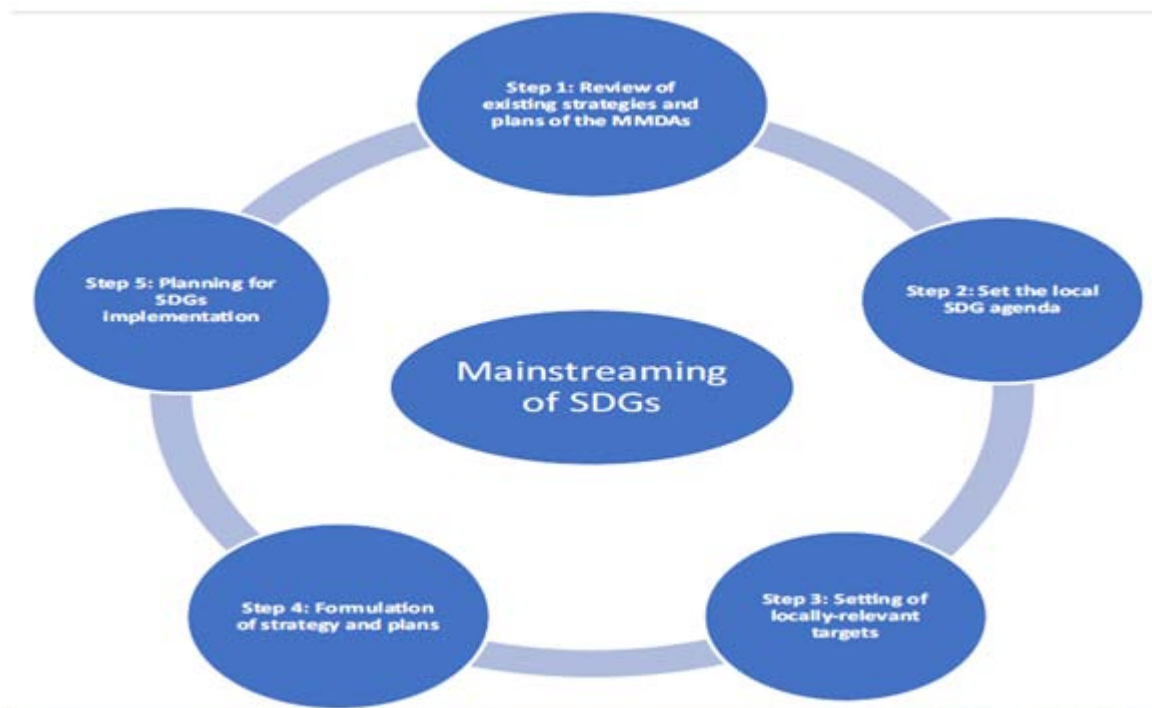 Step 1: Review of
existing strategies and
plans of the MMDAs
Step 2: Set the local
SDG agenda
Step 3: Setting of
locally-relevant
targets
Step 4: Formulation
of strategy and plans
Step 5: Planning for
SDGs
implementation
Mainstreaming
of SDGs